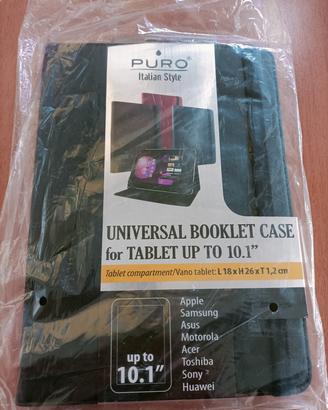 PURO®
Italian Style
UNIVERSAL BOOKLET CASE
for TABLET UP TO 10.1”
Tablet compartment/Vano tablet: L 18 x H 26 x T 1,2 cm
up to
10.1”
Apple
Samsung
Asus
Motorola
Acer
Toshiba
Sony
Huawei